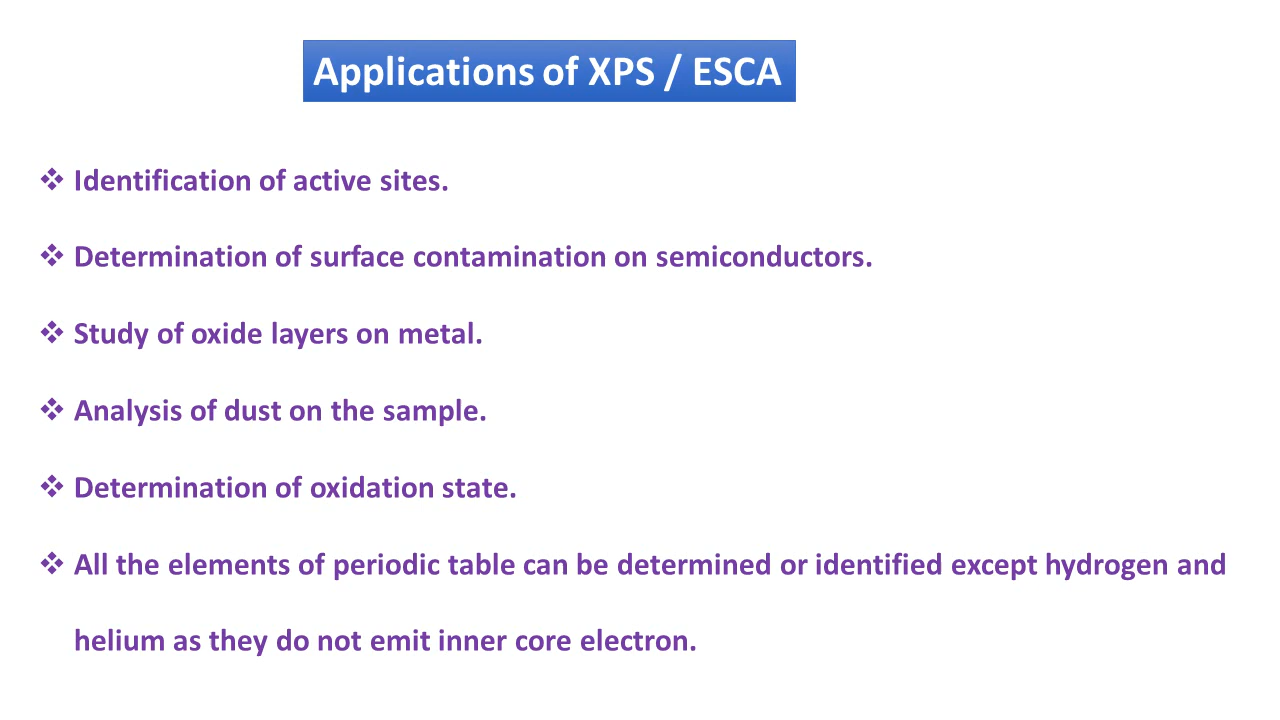 Applications of XPS / ESCA
❖ Identification of active sites.
❖ Determination of surface contamination on semiconductors.
❖ Study of oxide layers on metal.
❖ Analysis of dust on the sample.
❖ Determination of oxidation state.
❖ All the elements of periodic table can be determined or identified except hydrogen and
helium as they do not emit inner core electron.